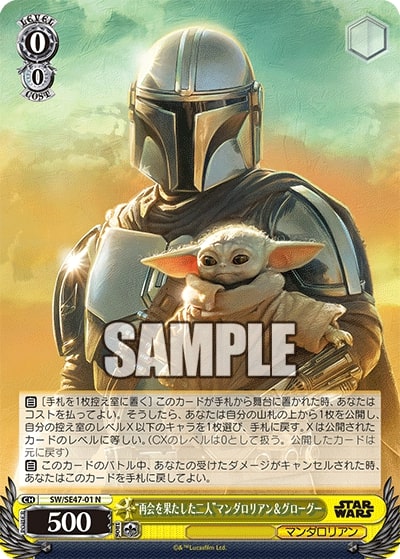 LEVEL
0
0
COST
SAMPLE
【自】［手札を1枚控え室に置く］このカードが手札から舞台に置かれた時、あなたは
コストを払ってよい。そうしたら、あなたは自分の山札の上から1枚を公開し、
自分の控え室のレベルX以下のキャラを1枚選び、手札に戻す。Xは公開された
カードのレベルに等しい。（CXのレベルは0として扱う。公開したカードは
元に戻す）
【自】このカードのバトル中、あなたの受けたダメージがキャンセルされた時、
あなたはこのカードを手札に戻してよい。
CH SW/SE47-01 N
500
“再会を果たした二人”マンダロリアン&グローグー
STAR WARS
マンダロリアン
©&™Lucasfilm Ltd.